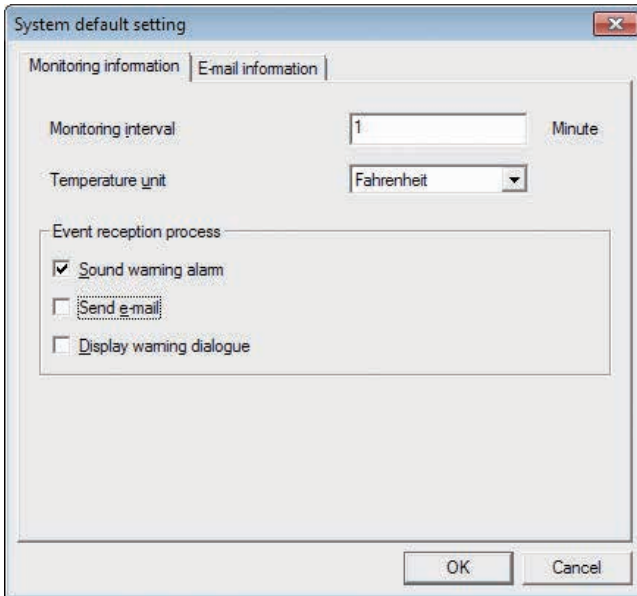 System default setting
Monitoring information E-mail information
Monitoring interval 1 Minute
Temperature unit Fahrenheit
Event reception process
Sound warning alarm
Send e-mail
Display warning dialogue
OK Cancel